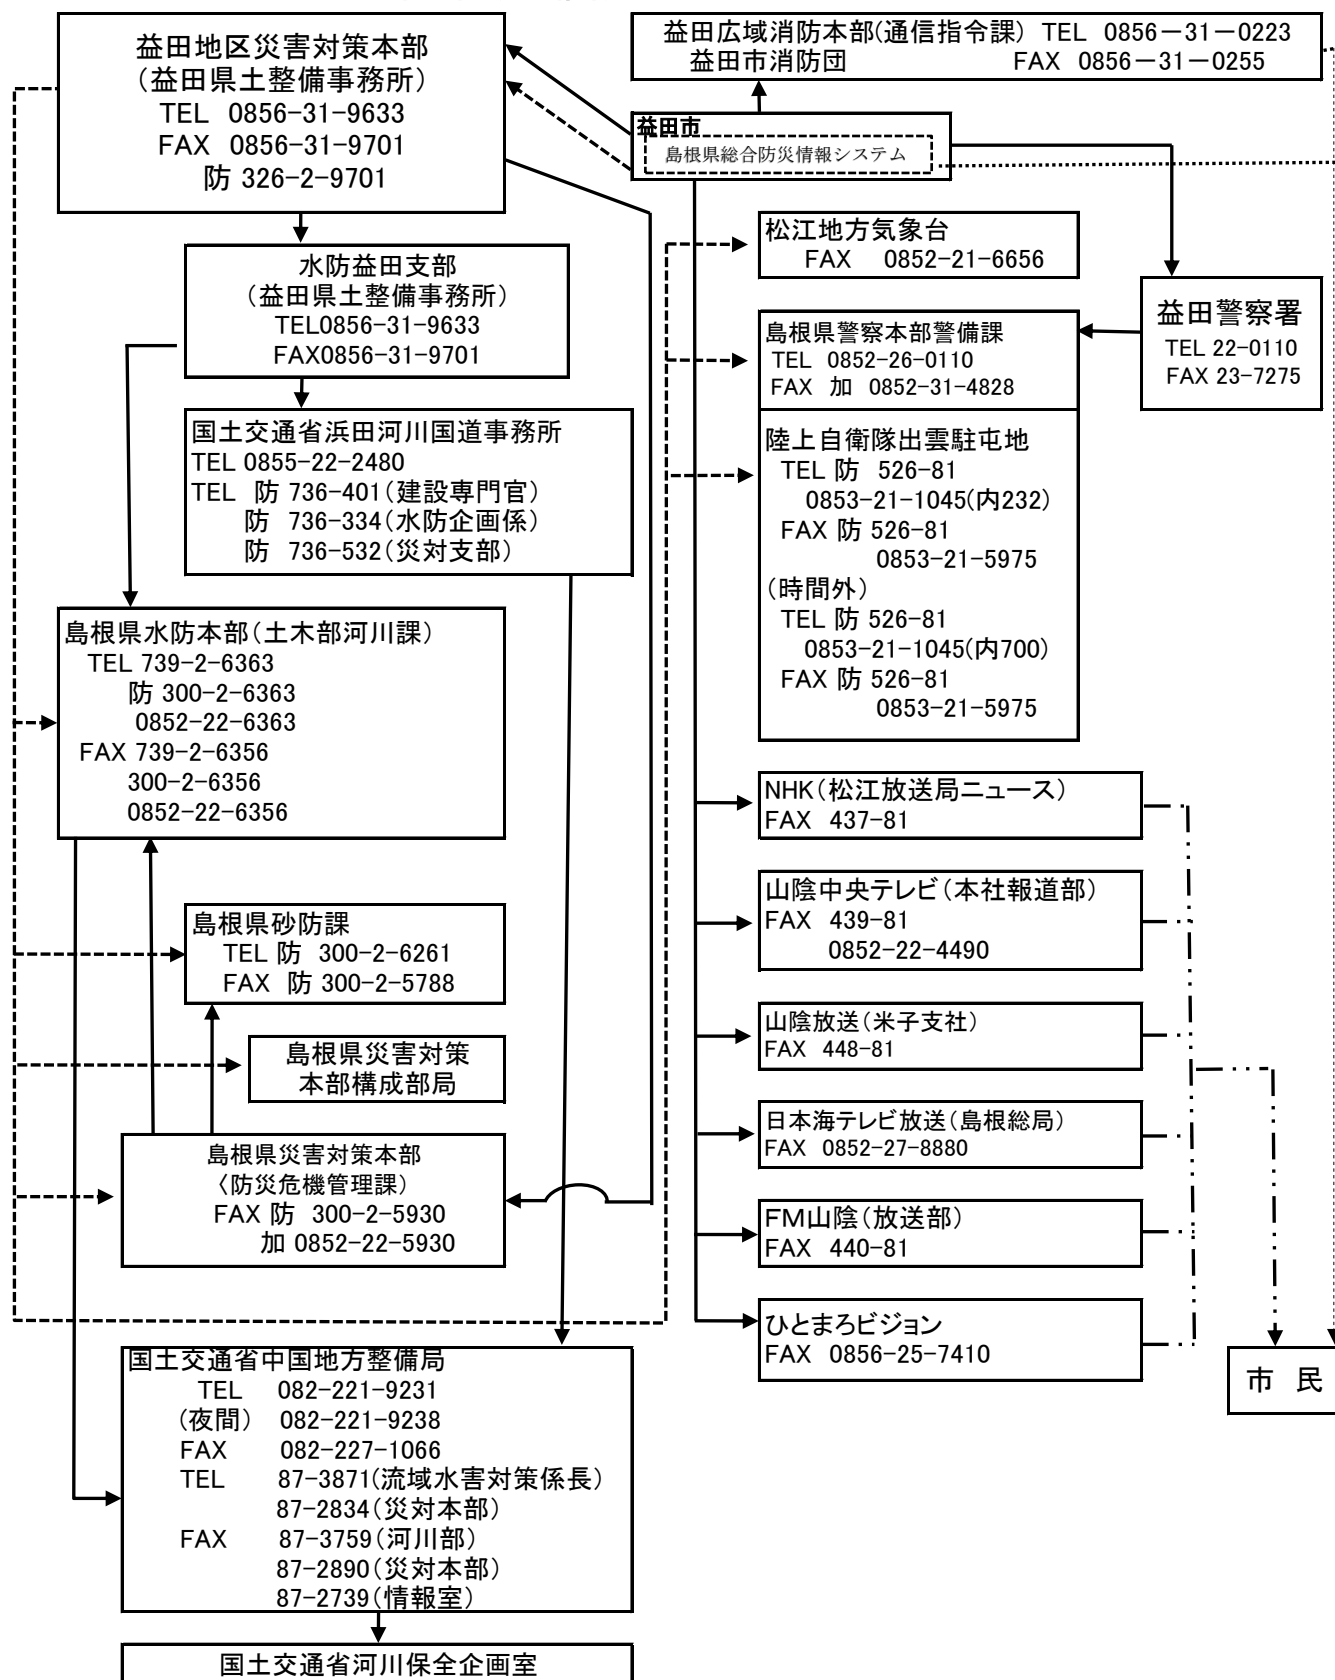 益田地区災害対策本部
（益田県土整備事務所）
TEL 0856-31-9633
FAX 0856-31-9701
防 326-2-9701
益田広域消防本部(通信指令課) TEL 0856－31－0223
益田市消防団 FAX 0856－31－0255
益田市
島根県総合防災情報システム
水防益田支部
（益田県土整備事務所）
TEL0856-31-9633
FAX0856-31-9701
国土交通省浜田河川国道事務所
TEL 0855-22-2480
TEL 防 736-401（建設専門官）
防 736-334（水防企画係）
防 736-532（災対支部）
島根県水防本部（土木部河川課）
TEL 739-2-6363
防 300-2-6363
0852-22-6363
FAX 739-2-6356
300-2-6356
0852-22-6356
島根県砂防課
TEL 防 300-2-6261
FAX 防 300-2-5788
島根県災害対策
本部構成部局
島根県災害対策本部
〈防災危機管理課）
FAX 防 300-2-5930
加 0852-22-5930
国土交通省中国地方整備局
TEL 082-221-9231
（夜間） 082-221-9238
FAX 082-227-1066
TEL 87-3871(流域水害対策係長）
87-2834（災対本部）
FAX 87-3759（河川部）
87-2890（災対本部）
87-2739（情報室）
国土交通省河川保全企画室
松江地方気象台
FAX 0852-21-6656
島根県警察本部警備課
TEL 0852-26-0110
FAX 加 0852-31-4828
陸上自衛隊出雲駐屯地
TEL 防 526-81
0853-21-1045(内232)
FAX 防 526-81
0853-21-5975
（時間外）
TEL 防 526-81
0853-21-1045(内700)
FAX 防 526-81
0853-21-5975
益田警察署
TEL 22-0110
FAX 23-7275
NHK（松江放送局ニュース）
FAX 437-81
山陰中央テレビ（本社報道部）
FAX 439-81
0852-22-4490
山陰放送（米子支社）
FAX 448-81
日本海テレビ放送（島根総局）
FAX 0852-27-8880
FM山陰（放送部）
FAX 440-81
ひとまろビジョン
FAX 0856-25-7410
市 民